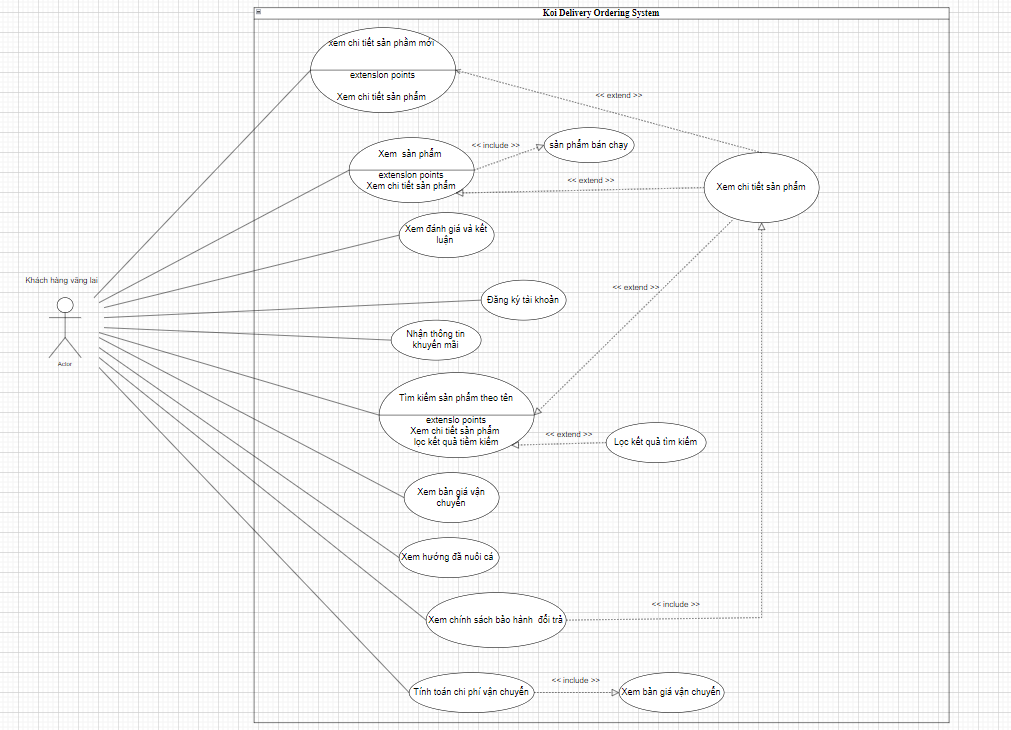 Koi Delivery Ordering System
xem chi tiết sản phẩm mới
extension points
Xem chi tiết sản phẩm
<< extend >>
Xem sản phẩm
extension points
Xem chi tiết sản phẩm
<< include >>
sản phẩm bán chạy
<< extend >>
Xem chi tiết sản phẩm
Xem đánh giá và kết
luận
Khách hàng vãng lai
Actor
Đăng ký tài khoản
<< extend >>
Nhận thông tin
khuyến mãi
Tìm kiếm sản phẩm theo tên
extensio points
Xem chi tiết sản phẩm
lọc kết quả tiềm kiếm
<< extend >>
Lọc kết quả tìm kiếm
Xem bản giá vận
chuyển
Xem hướng đã nuôi cá
Xem chính sách bảo hành đổi trả
<< include >>
Tính toán chi phí vận chuyển
<< include >>
Xem bản giá vận chuyển